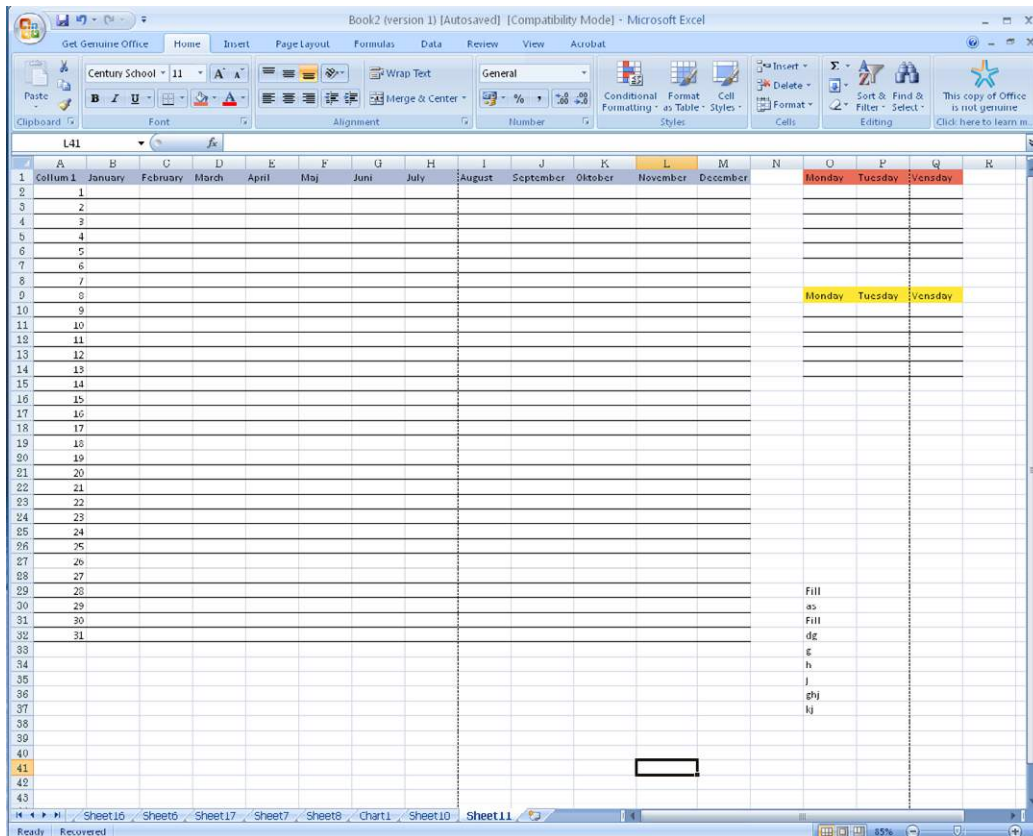 Book2 (version 1) [Autosaved] [Compatibility Mode] - Microsoft Excel
Get Genuine Office Home Insert Page Layout Formulas Data Review View Acrobat
Paste
Clipboard
Century School 11 A A
B I U A
Font
Wrap Text
Merge & Center
Alignment
General
% , .00 .0
Number
Conditional Formatting
Format as Table
Cell Styles
Styles
Insert
Delete
Format
Cells
Σ
Sort & Filter
Find & Select
Editing
This copy of Office is not genuine
Click here to learn m...
L41 fx
A B C D E F G H I J K L M N O P Q R
1 Collum 1 January February March April Maj Juni July August September Oktober November December Monday Tuesday Vensday
2 1
3 2
4 3
5 4
6 5
7 6
8 7
9 8 Monday Tuesday Vensday
10 9
11 10
12 11
13 12
14 13
15 14
16 15
17 16
18 17
19 18
20 19
21 20
22 21
23 22
24 23
25 24
26 25
27 26
28 27
29 28 Fill
30 29 as
31 30 Fill
32 31 dg
33 g
34 h
35 j
36 ghj
37 kj
38
39
40
41
42
43
Sheet16 Sheet6 Sheet17 Sheet7 Sheet8 Chart1 Sheet10 Sheet11
Ready Recovered 85%